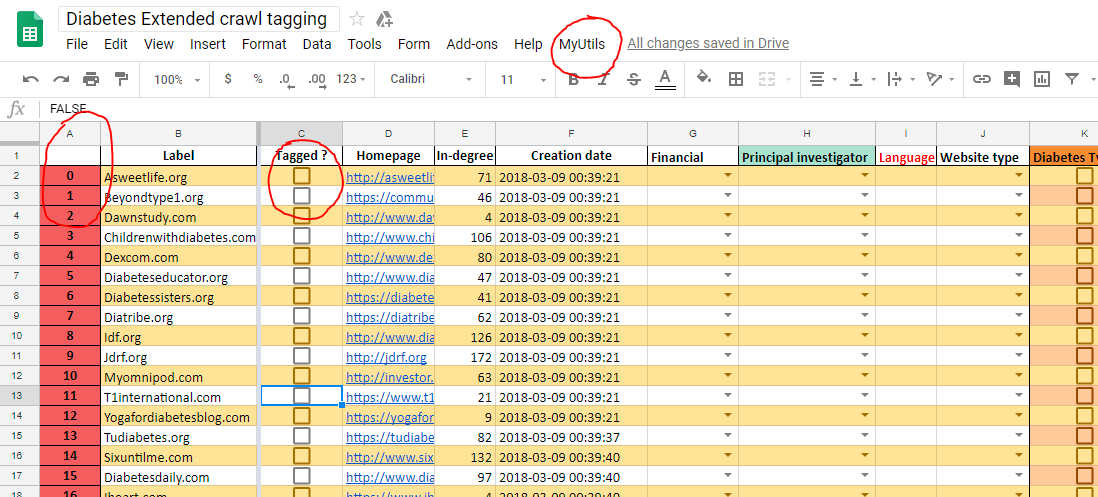 Diabetes Extended crawl tagging
File Edit View Insert Format Data Tools Form Add-ons Help MyUtils All changes saved in Drive
100% $ % .0 .00 123 Calibri 11 B I S A
fx FALSE
A B C D E F G H I J K
1 Label Tagged ? Homepage In-degree Creation date Financial Principal investigator Language Website type Diabetes Ty
2 0 Asweetlife.org http://asweetli 71 2018-03-09 00:39:21
3 1 Beyondtype1.org https://commu 46 2018-03-09 00:39:21
4 2 Dawnstudy.com http://www.da 4 2018-03-09 00:39:21
5 3 Childrenwithdiabetes.com http://www.chi 106 2018-03-09 00:39:21
6 4 Dexcom.com http://www.de 80 2018-03-09 00:39:21
7 5 Diabeteseducator.org http://www.dia 47 2018-03-09 00:39:21
8 6 Diabetessisters.org https://diabete 41 2018-03-09 00:39:21
9 7 Diatribe.org https://diatribe 62 2018-03-09 00:39:21
10 8 Idf.org http://www.dia 126 2018-03-09 00:39:21
11 9 Jdrf.org http://jdrf.org 172 2018-03-09 00:39:21
12 10 Myomnipod.com http://investor. 63 2018-03-09 00:39:21
13 11 T1international.com https://www.t1 21 2018-03-09 00:39:21
14 12 Yogafordiabetesblog.com https://yogafor 9 2018-03-09 00:39:21
15 13 Tudiabetes.org https://tudiabe 82 2018-03-09 00:39:37
16 14 Sixuntilme.com http://www.six 132 2018-03-09 00:39:40
17 15 Diabetesdaily.com http://www.dia 97 2018-03-09 00:39:40
18 16